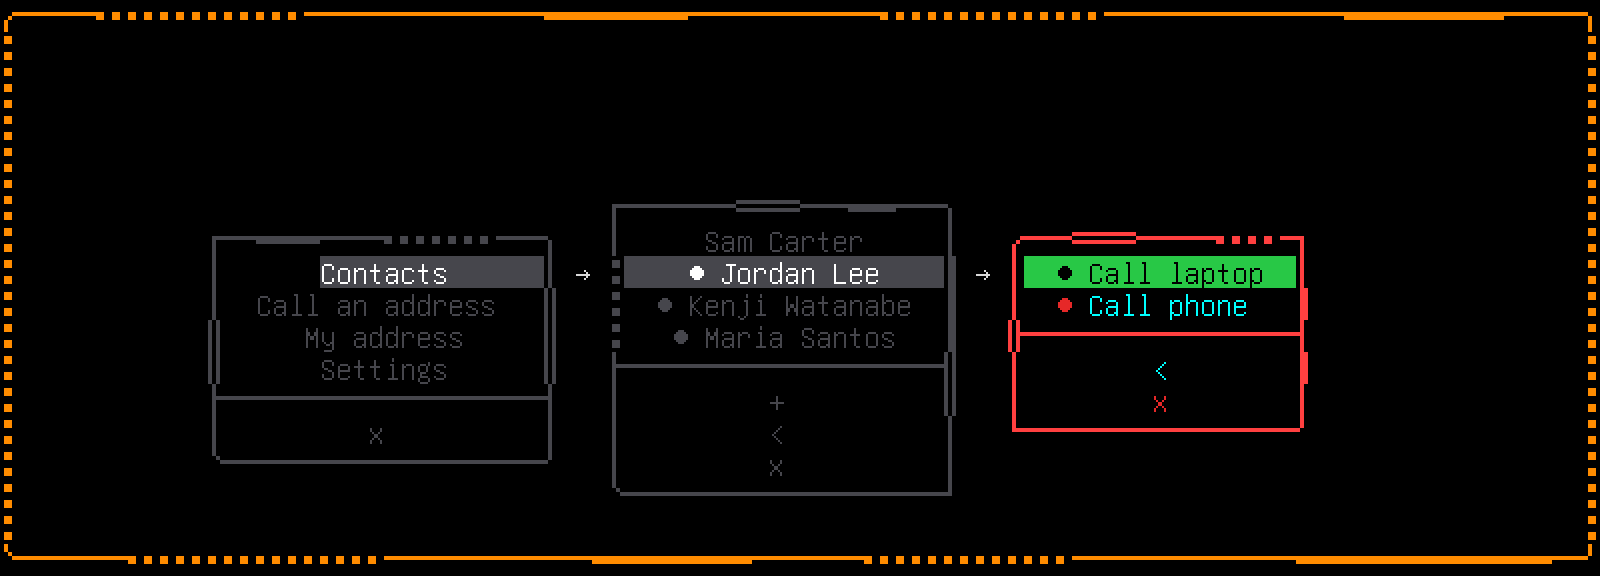 Contacts
Call an address
My address
Settings
x
→
Sam Carter
● Jordan Lee
● Kenji Watanabe
● Maria Santos
+
<
x
→
● Call laptop
● Call phone
<
x